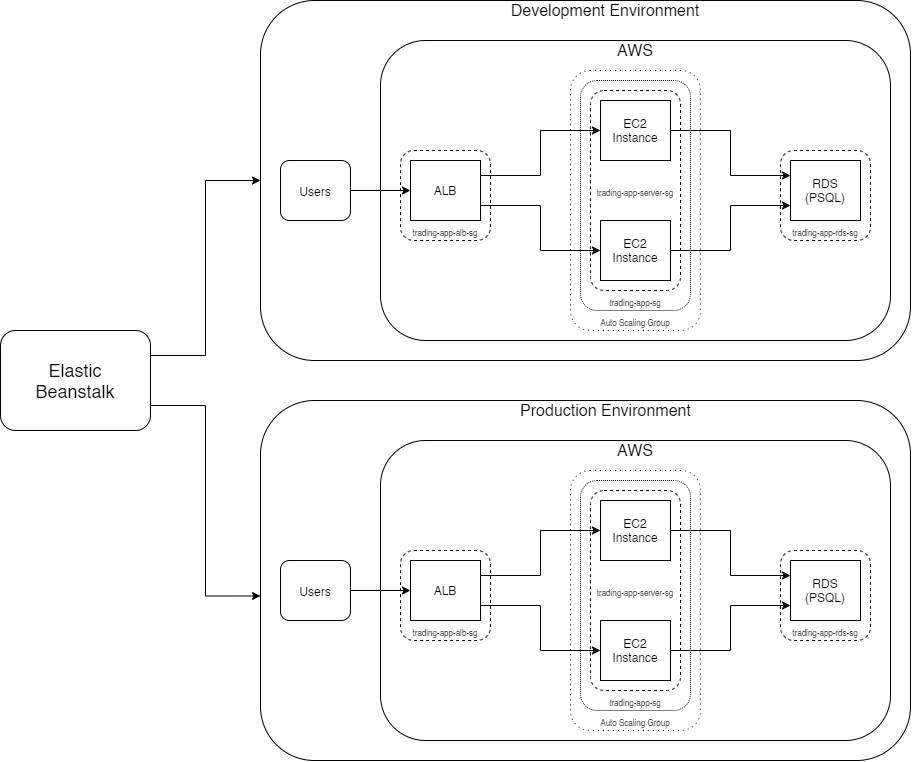 Development Environment
AWS
Users
ALB
trading-app-alb-sg
EC2
Instance
trading-app-server-sg
EC2
Instance
trading-app-sg
Auto Scaling Group
RDS
(PSQL)
trading-app-rds-sg
Elastic
Beanstalk
Production Environment
AWS
Users
ALB
trading-app-alb-sg
EC2
Instance
trading-app-server-sg
EC2
Instance
trading-app-sg
Auto Scaling Group
RDS
(PSQL)
trading-app-rds-sg